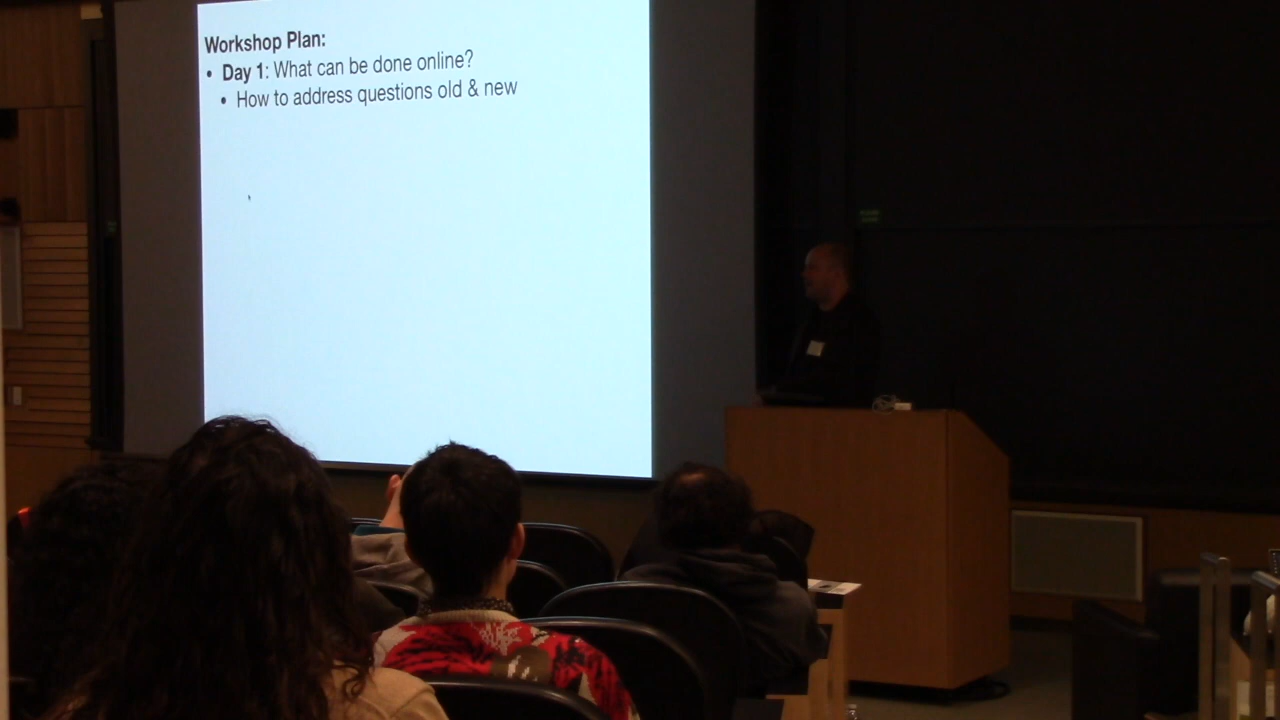 Workshop Plan:
• Day 1: What can be done online?
• How to address questions old & new